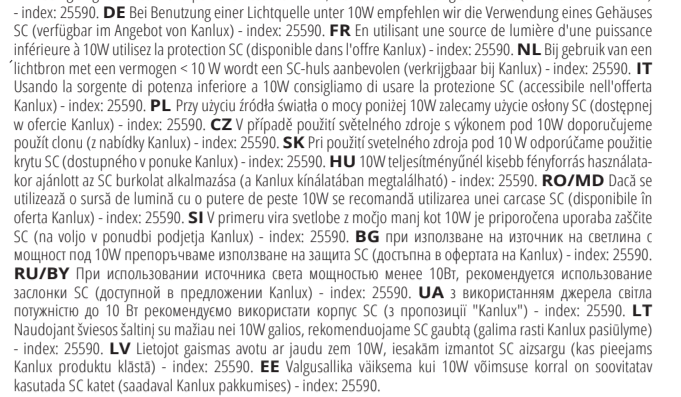 - index: 25590. DE Bei Benutzung einer Lichtquelle unter 10W empfehlen wir die Verwendung eines Gehäuses
SC (verfügbar im Angebot von Kanlux) - index: 25590. FR En utilisant une source de lumière d'une puissance
inférieure à 10W utilisez la protection SC (disponible dans l'offre Kanlux) - index: 25590. NL Bij gebruik van een
lichtbron met een vermogen < 10 W wordt een SC-huls aanbevolen (verkrijgbaar bij Kanlux) - index: 25590. IT
Usando la sorgente di potenza inferiore a 10W consigliamo di usare la protezione SC (accessibile nell'offerta
Kanlux) - index: 25590. PL Przy użyciu źródła światła o mocy poniżej 10W zalecamy użycie osłony SC (dostępnej
w ofercie Kanlux) - index: 25590. CZ V případě použití světelného zdroje s výkonem pod 10W doporučujeme
použít clonu (z nabídky Kanlux) - index: 25590. SK Pri použití svetelného zdroja pod 10 W odporúčame použitie
krytu SC (dostupného v ponuke Kanlux) - index: 25590. HU 10W teljesítményűnél kisebb fényforrás használata-
kor ajánlott az SC burkolat alkalmazása (a Kanlux kínálatában megtalálható) - index: 25590. RO/MD Dacă se
utilizează o sursă de lumină cu o putere de peste 10W se recomandă utilizarea unei carcase SC (disponibile în
oferta Kanlux) - index: 25590. SI V primeru vira svetlobe z močjo manj kot 10W je priporočena uporaba zaščite
SC (na voljo v ponudbi podjetja Kanlux) - index: 25590. BG при използване на източник на светлина с
мощност под 10W препоръчваме използване на защита SC (достъпна в офертата на Kanlux) - index: 25590.
RU/BY При использовании источника света мощностью менее 10Вт, рекомендуется использование
заслонки SC (доступной в предложении Kanlux) - index: 25590. UA з використанням джерела світла
потужністю до 10 Вт рекомендуємо використати корпус SC (з пропозиції "Kanlux") - index: 25590. LT
Naudojant šviesos šaltinį su mažiau nei 10W galios, rekomenduojame SC gaubtą (galima rasti Kanlux pasiūlyme)
- index: 25590. LV Lietojot gaismas avotu ar jaudu zem 10W, iesakām izmantot SC aizsargu (kas pieejams
Kanlux produktu klāstā) - index: 25590. EE Valgusallika väiksema kui 10W võimsuse korral on soovitatav
kasutada SC katet (saadaval Kanlux pakkumises) - index: 25590.